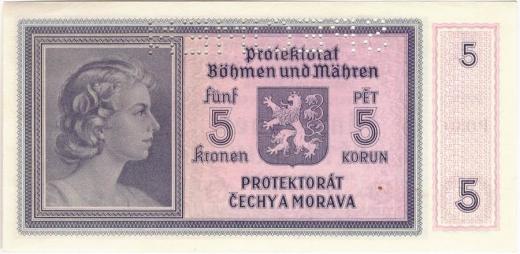 Protektorat
Böhmen und Mähren
fünf PĚT
5 5 5
kronen KORUN
PROTEKTORÁT
ČECHY A MORAVA
5